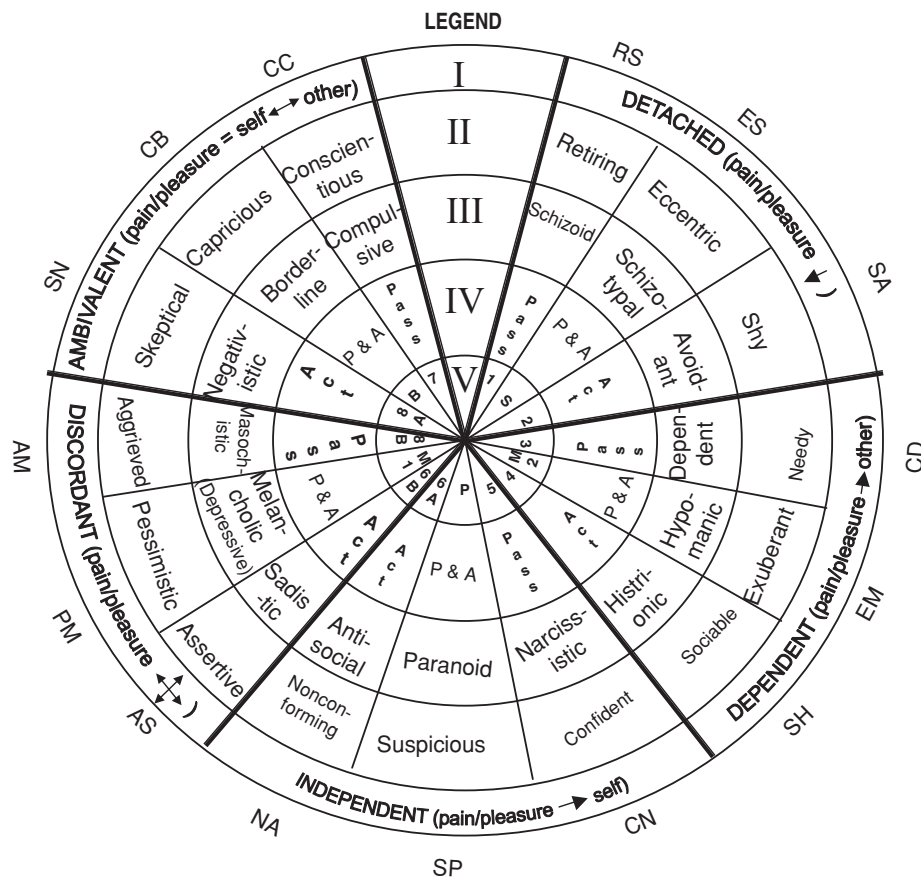 LEGEND
I
II
III
IV
V
RS
ES
SA
DETACHED (pain/pleasure )
Retiring
Eccentric
Shy
Schizoid
Schizo-
typal
Avoid-
ant
Pass
P & A
Act
1
S
2
CD
EM
SH
DEPENDENT (pain/pleasure other)
Needy
Exuberant
Sociable
Depen-
dent
Hypo-
manic
Histri-
onic
Pass
P & A
Act
3
M
2
4
CN
SP
NA
INDEPENDENT (pain/pleasure self)
Confident
Suspicious
Noncon-
forming
Narciss-
istic
Paranoid
Anti-
social
Pass
P & A
Act
5
P
6
A
AS
PM
AM
DISCORDANT (pain/pleasure )
Assertive
Pessimistic
Aggrieved
Sadis
-tic
Melan-
cholic
(Depressive)
Masoch-
istic
Act
P & A
Pass
6
B
1
M
8
B
SN
CB
CC
AMBIVALENT (pain/pleasure = self other)
Skeptical
Capricious
Conscien-
tious
Negativ-
istic
Border-
line
Compul-
sive
Act
P & A
Pass
8
A
B
7